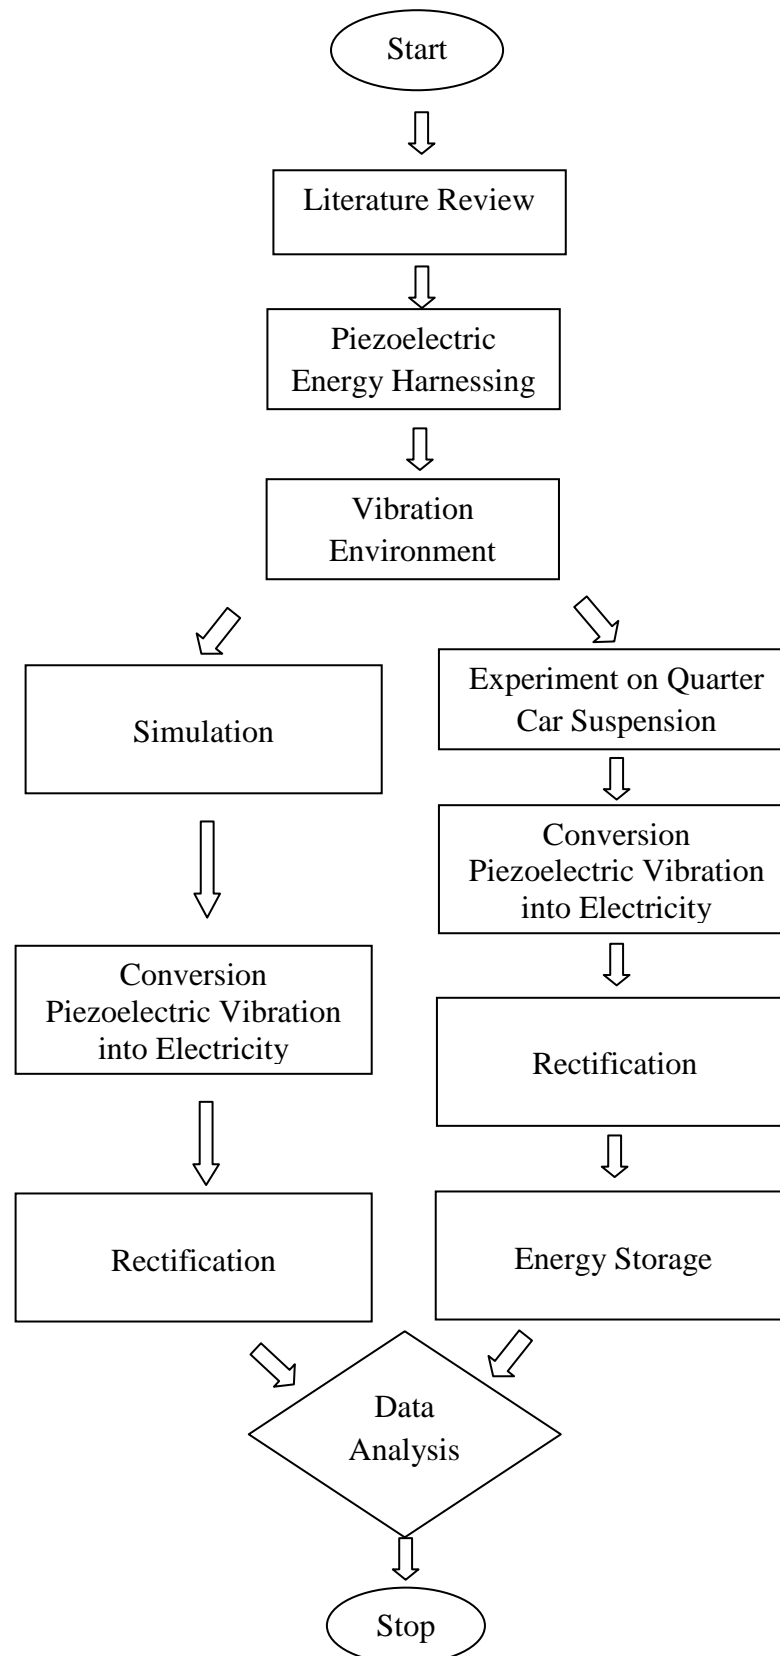 Start
Literature Review
Piezoelectric
Energy Harnessing
Vibration
Environment
Simulation
Conversion
Piezoelectric Vibration
into Electricity
Rectification
Experiment on Quarter
Car Suspension
Conversion
Piezoelectric Vibration
into Electricity
Rectification
Energy Storage
Data
Analysis
Stop